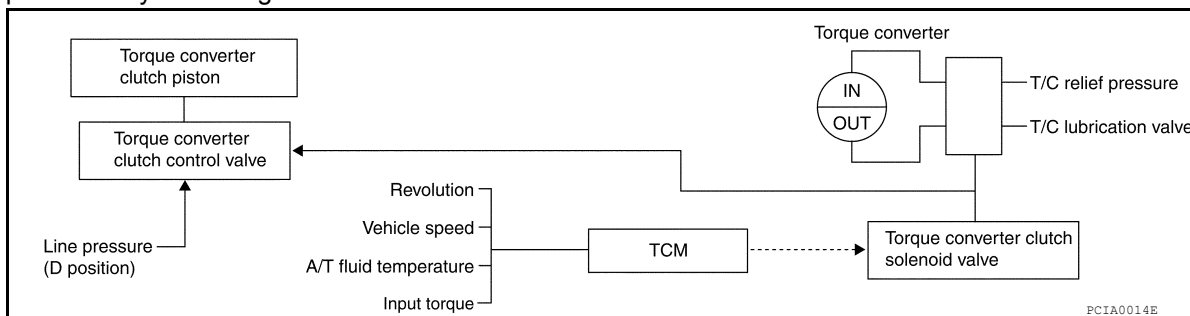 Torque converter
clutch piston
Torque converter
clutch control valve
Line pressure
(D position)
Revolution
Vehicle speed
A/T fluid temperature
Input torque
TCM
Torque converter
IN
OUT
T/C relief pressure
T/C lubrication valve
Torque converter clutch
solenoid valve
PCIA0014E